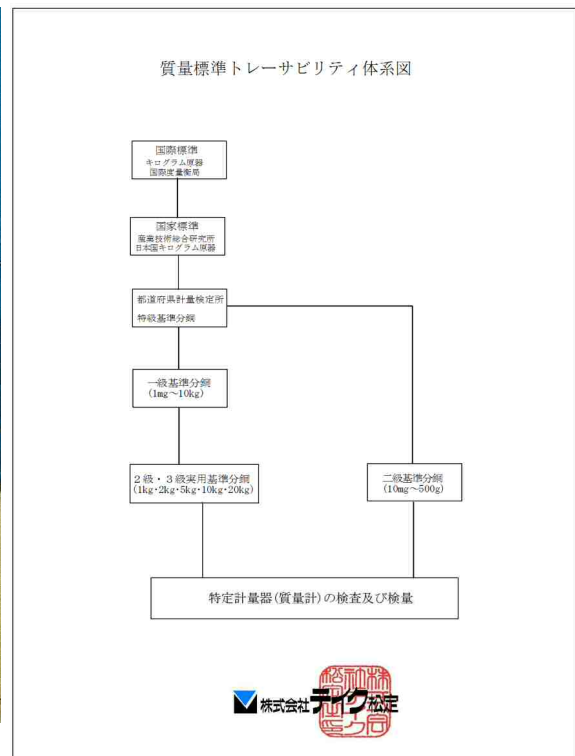 質量標準トレーサビリティ体系図
国際標準
キログラム原器
国際度量衡局
国家標準
産業技術総合研究所
日本国キログラム原器
都道府県計量検定所
特級基準分銅
一級基準分銅
(1mg～10kg)
2級・3級実用基準分銅
(1kg・2kg・5kg・10kg・20kg)
二級基準分銅
(10mg～500g)
特定計量器(質量計)の検査及び検量
株式会社テイク松定